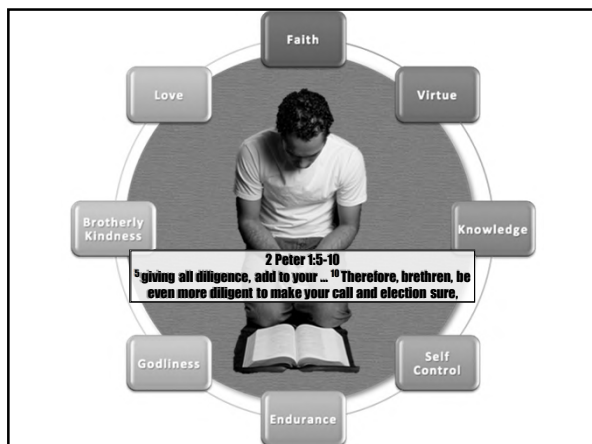 Faith
Virtue
Knowledge
Self
Control
Endurance
Godliness
Brotherly
Kindness
Love
2 Peter 1:5-10
5 giving all diligence, add to your ... 10 Therefore, brethren, be
even more diligent to make your call and election sure,